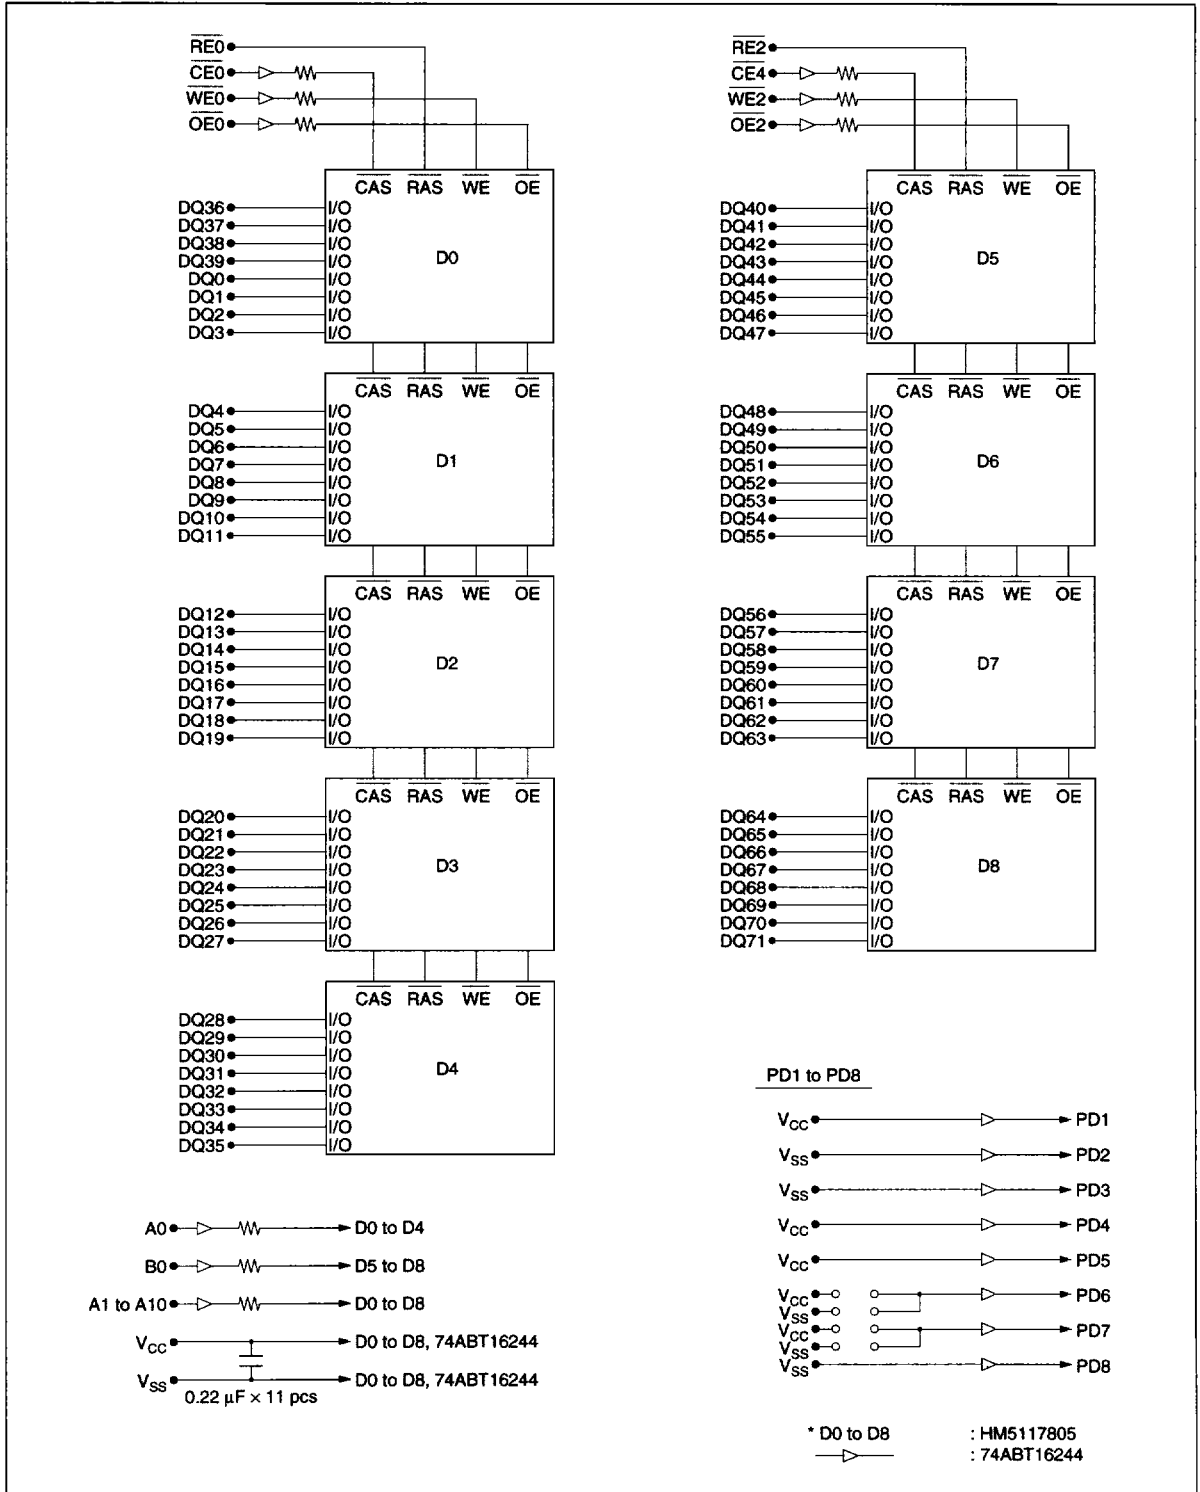 RE0
CE0
WE0
OE0
CAS RAS WE OE
DQ36 I/O
DQ37 I/O
DQ38 I/O
DQ39 I/O
DQ0 I/O
DQ1 I/O
DQ2 I/O
DQ3 I/O
D0
CAS RAS WE OE
DQ4 I/O
DQ5 I/O
DQ6 I/O
DQ7 I/O
DQ8 I/O
DQ9 I/O
DQ10 I/O
DQ11 I/O
D1
CAS RAS WE OE
DQ12 I/O
DQ13 I/O
DQ14 I/O
DQ15 I/O
DQ16 I/O
DQ17 I/O
DQ18 I/O
DQ19 I/O
D2
CAS RAS WE OE
DQ20 I/O
DQ21 I/O
DQ22 I/O
DQ23 I/O
DQ24 I/O
DQ25 I/O
DQ26 I/O
DQ27 I/O
D3
CAS RAS WE OE
DQ28 I/O
DQ29 I/O
DQ30 I/O
DQ31 I/O
DQ32 I/O
DQ33 I/O
DQ34 I/O
DQ35 I/O
D4
A0 D0 to D4
B0 D5 to D8
A1 to A10 D0 to D8
VCC D0 to D8, 74ABT16244
VSS D0 to D8, 74ABT16244
0.22 µF × 11 pcs
RE2
CE4
WE2
OE2
CAS RAS WE OE
DQ40 I/O
DQ41 I/O
DQ42 I/O
DQ43 I/O
DQ44 I/O
DQ45 I/O
DQ46 I/O
DQ47 I/O
D5
CAS RAS WE OE
DQ48 I/O
DQ49 I/O
DQ50 I/O
DQ51 I/O
DQ52 I/O
DQ53 I/O
DQ54 I/O
DQ55 I/O
D6
CAS RAS WE OE
DQ56 I/O
DQ57 I/O
DQ58 I/O
DQ59 I/O
DQ60 I/O
DQ61 I/O
DQ62 I/O
DQ63 I/O
D7
CAS RAS WE OE
DQ64 I/O
DQ65 I/O
DQ66 I/O
DQ67 I/O
DQ68 I/O
DQ69 I/O
DQ70 I/O
DQ71 I/O
D8
PD1 to PD8
VCC PD1
VSS PD2
VSS PD3
VCC PD4
VCC PD5
VCC PD6
VSS
VCC PD7
VSS
VSS PD8
* D0 to D8 : HM5117805
: 74ABT16244